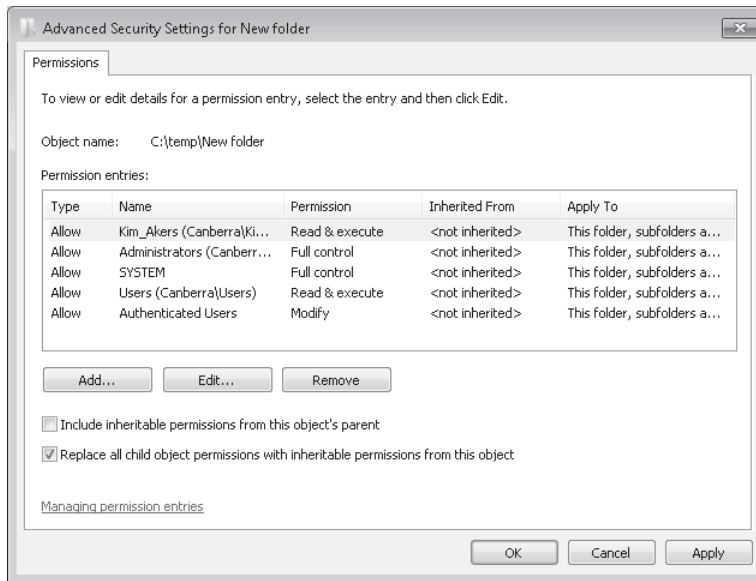 Advanced Security Settings for New folder
Permissions
To view or edit details for a permission entry, select the entry and then click Edit.
Object name: C:\temp\New folder
Permission entries:
Type Name Permission Inherited From Apply To
Allow Kim_Akers (Canberra\Ki... Read & execute <not inherited> This folder, subfolders a...
Allow Administrators (Canberr... Full control <not inherited> This folder, subfolders a...
Allow SYSTEM Full control <not inherited> This folder, subfolders a...
Allow Users (Canberra\Users) Read & execute <not inherited> This folder, subfolders a...
Allow Authenticated Users Modify <not inherited> This folder, subfolders a...
Add... Edit... Remove
Include inheritable permissions from this object's parent
Replace all child object permissions with inheritable permissions from this object
Managing permission entries
OK Cancel Apply